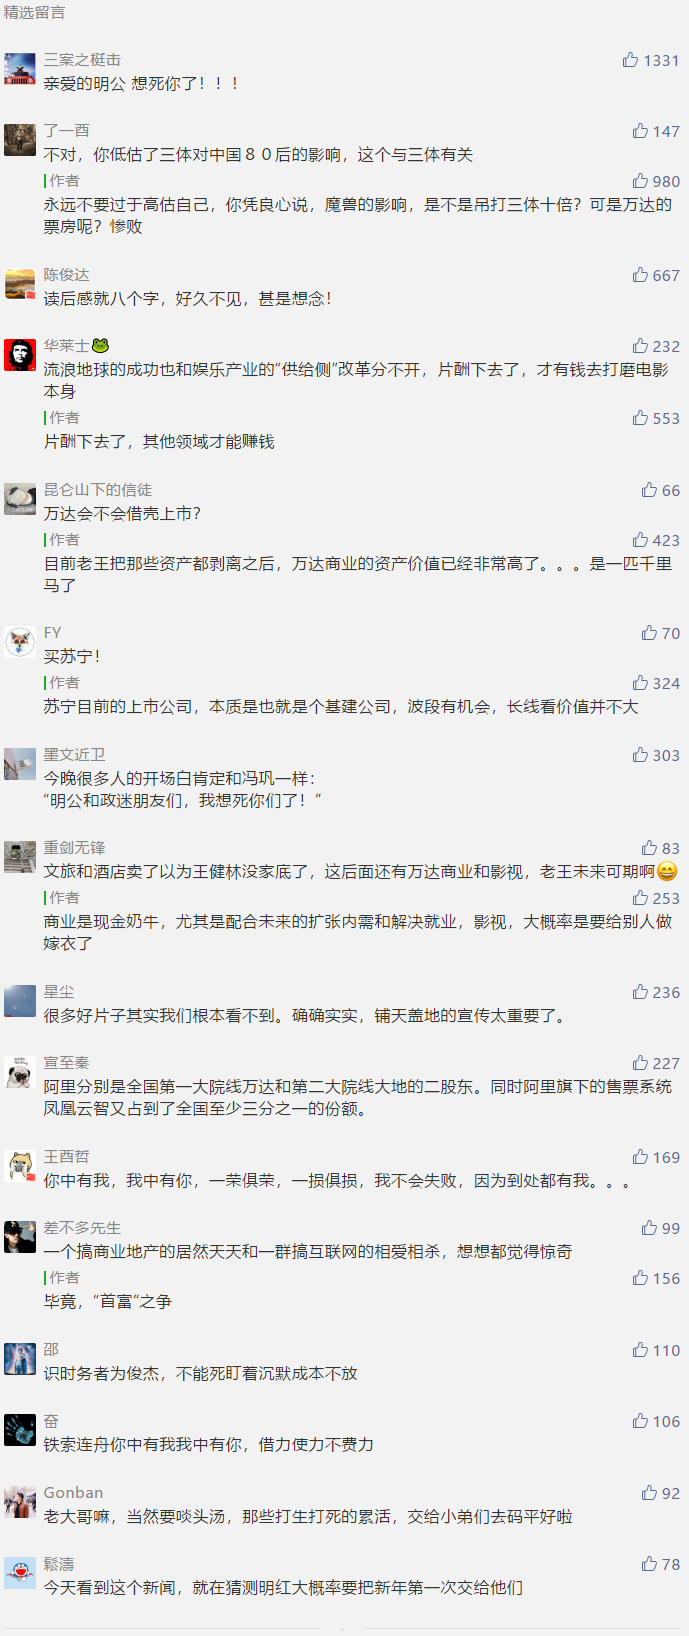 精选留言
三案之梃击 1331
亲爱的明公 想死你了！！！
了一酉 147
不对，你低估了三体对中国８０后的影响，这个与三体有关
作者 980
永远不要过于高估自己，你凭良心说，魔兽的影响，是不是吊打三体十倍？可是万达的
票房呢？惨败
陈俊达 667
读后感就八个字，好久不见，甚是想念！
华莱士🐸 232
流浪地球的成功也和娱乐产业的“供给侧”改革分不开，片酬下去了，才有钱去打磨电影
本身
作者 553
片酬下去了，其他领域才能赚钱
昆仑山下的信徒 66
万达会不会借壳上市？
作者 423
目前老王把那些资产都剥离之后，万达商业的资产价值已经非常高了。。。是一匹千里
马了
FY 70
买苏宁！
作者 324
苏宁目前的上市公司，本质是也就是个基建公司，波段有机会，长线看价值并不大
墨文近卫 303
今晚很多人的开场白肯定和冯巩一样：
“明公和政迷朋友们，我想死你们了！”
重剑无锋 83
文旅和酒店卖了以为王健林没家底了，这后面还有万达商业和影视，老王未来可期啊😄
作者 253
商业是现金奶牛，尤其是配合未来的扩张内需和解决就业，影视，大概率是要给别人做
嫁衣了
星尘 236
很多好片子其实我们根本看不到。确确实实，铺天盖地的宣传太重要了。
宣至秦 227
阿里分别是全国第一大院线万达和第二大院线大地的二股东。同时阿里旗下的售票系统
凤凰云智又占到了全国至少三分之一的份额。
王酉哲 169
你中有我，我中有你，一荣俱荣，一损俱损，我不会失败，因为到处都有我。。。
差不多先生 99
一个搞商业地产的居然天天和一群搞互联网的相爱相杀，想想都觉得惊奇
作者 156
毕竟，“首富”之争
邵 110
识时务者为俊杰，不能死盯着沉默成本不放
奋 106
铁索连舟你中有我我中有你，借力使力不费力
Gonban 92
老大哥嘛，当然要啖头汤，那些打生打死的累活，交给小弟们去码平好啦
鬆濤 78
今天看到这个新闻，就在猜测明红大概率要把新年第一次交给他们